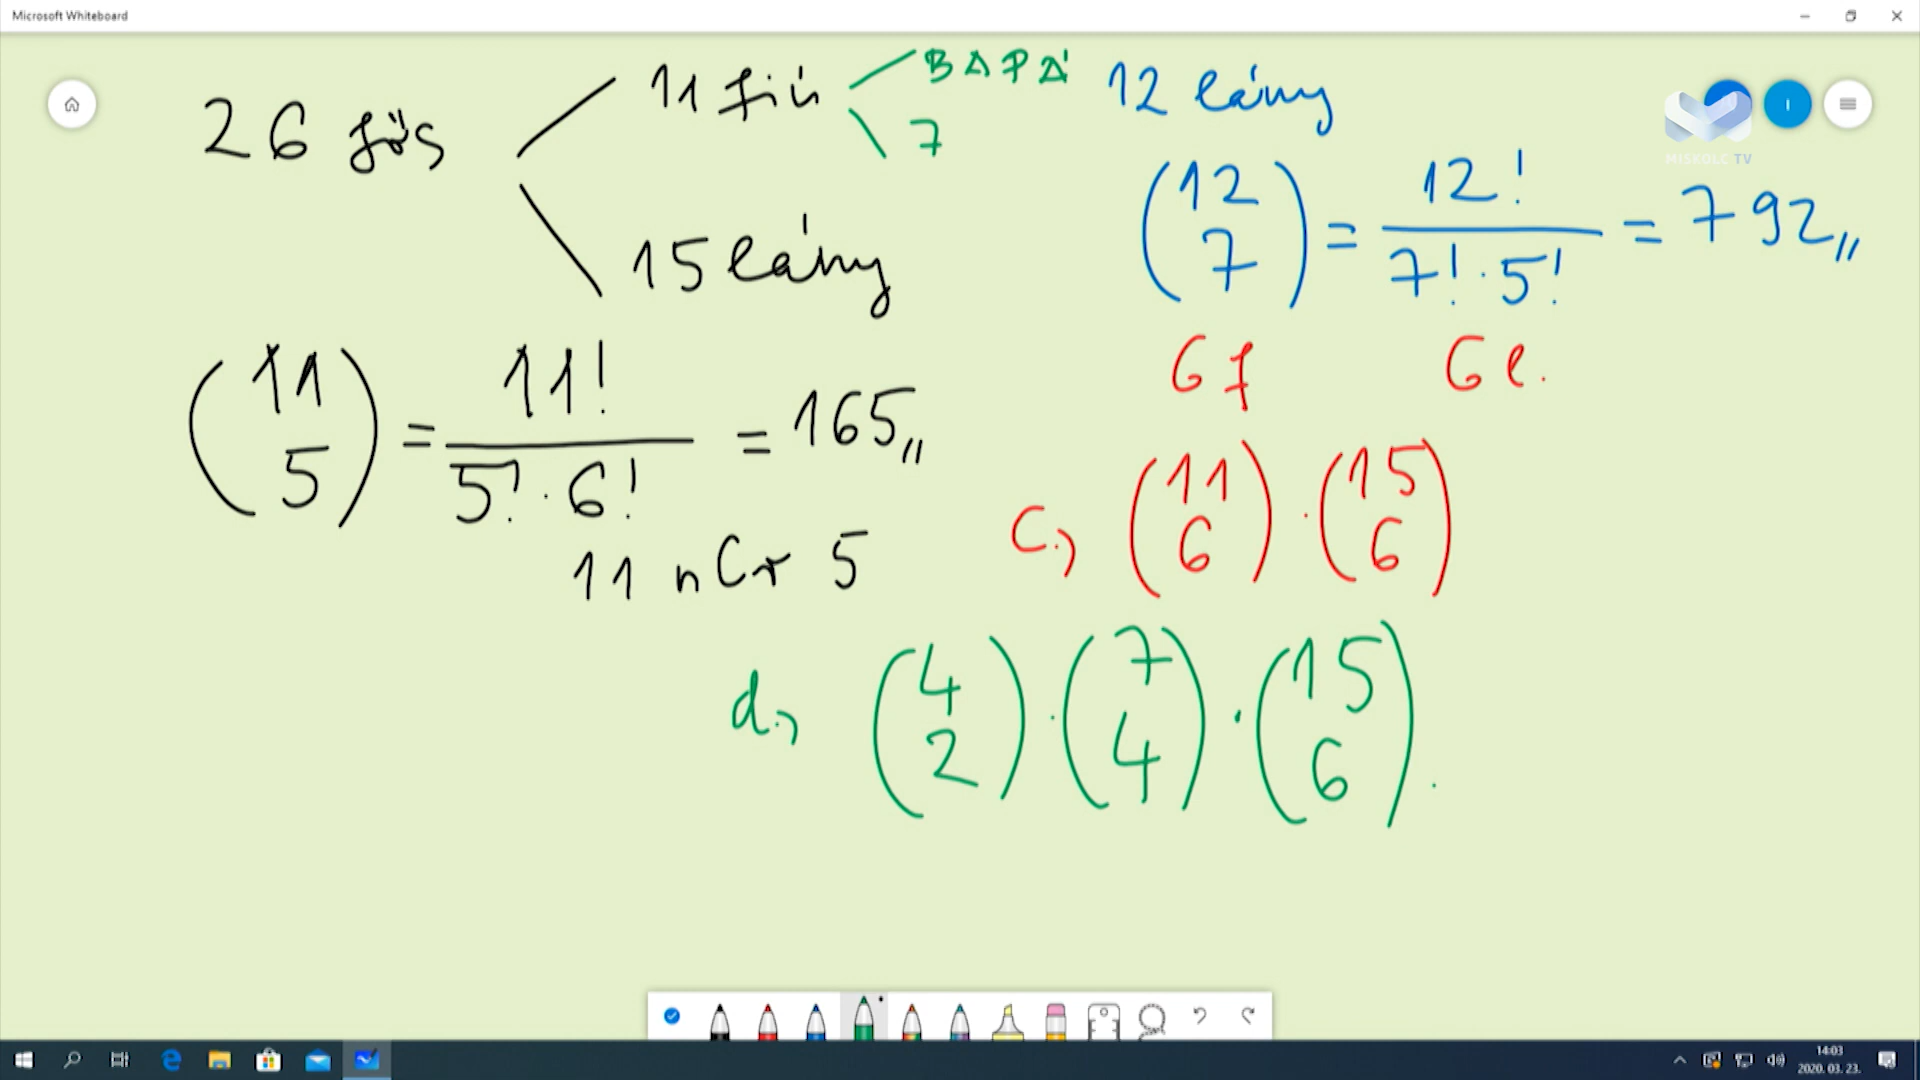 Microsoft Whiteboard
26 fős
11 fiú
B A P Á
7
15 lány
(11 5) = 11! / 5! · 6! = 165,,
11 nCr 5
12 lány
(12 7) = 12! / 7! · 5! = 792,,
6 f 6 l.
c.) (11 6) · (15 6)
d.) (4 2) · (7 4) · (15 6).
MISKOLC TV
14:03
2020. 03. 23.